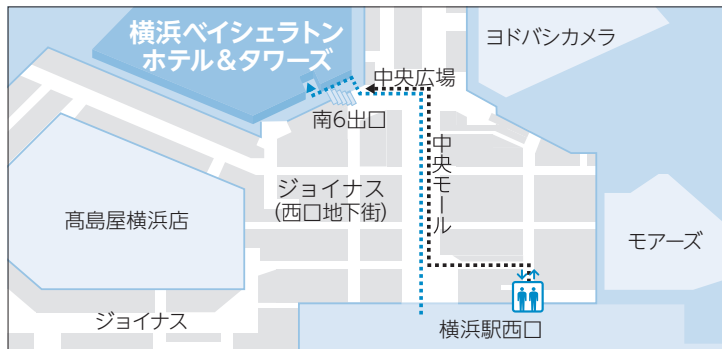 横浜ベイシェラトン
ホテル＆タワーズ
ヨドバシカメラ
中央広場
南6出口
中央モール
ジョイナス
(西口地下街)
髙島屋横浜店
モアーズ
ジョイナス
横浜駅西口